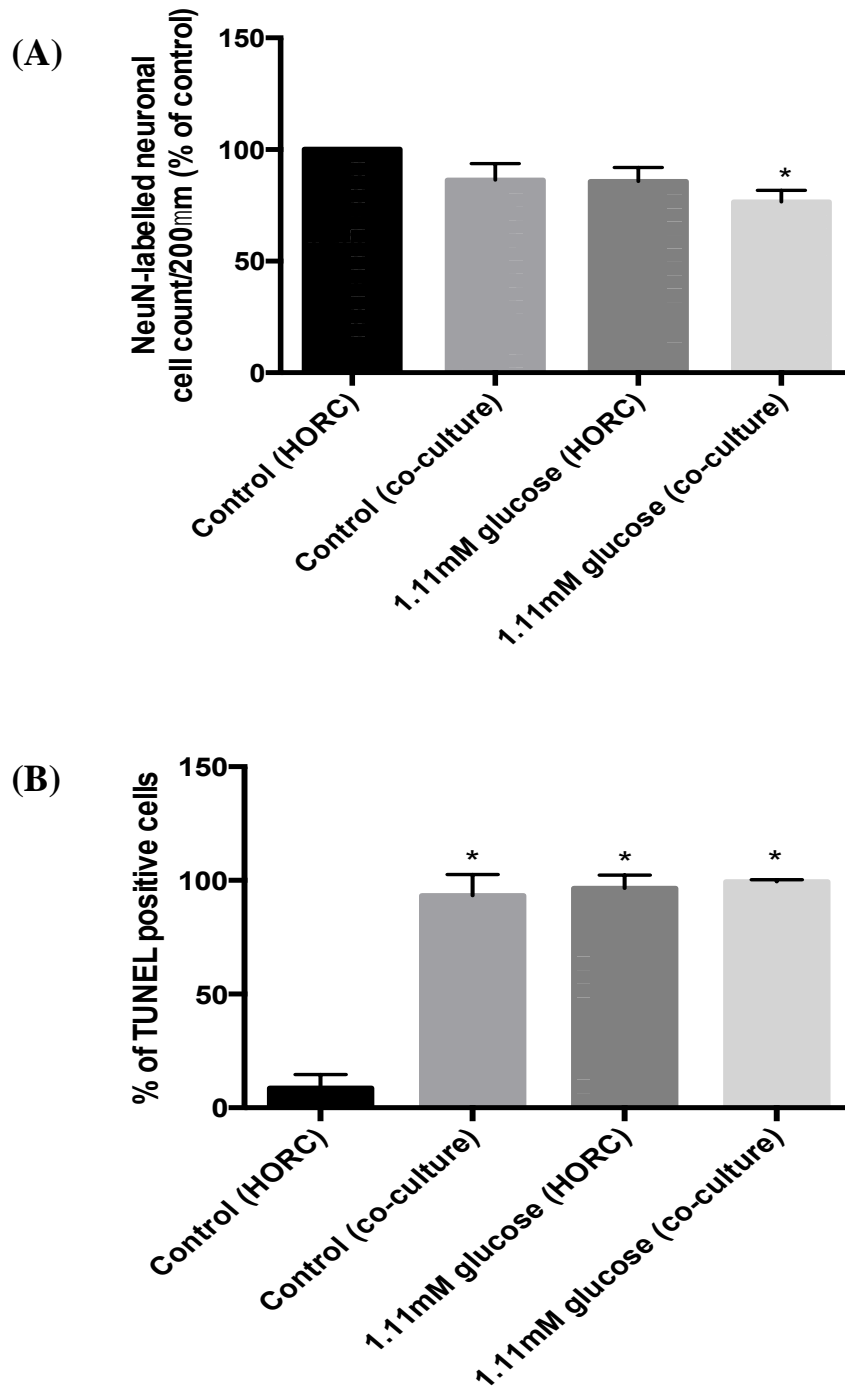 (A)
NeuN-labelled neuronal
cell count/200mm (% of control)
150
100
50
0
*
Control (HORC)
Control (co-culture)
1.11mM glucose (HORC)
1.11mM glucose (co-culture)
(B)
% of TUNEL positive cells
150
100
50
0
*
*
*
Control (HORC)
Control (co-culture)
1.11mM glucose (HORC)
1.11mM glucose (co-culture)